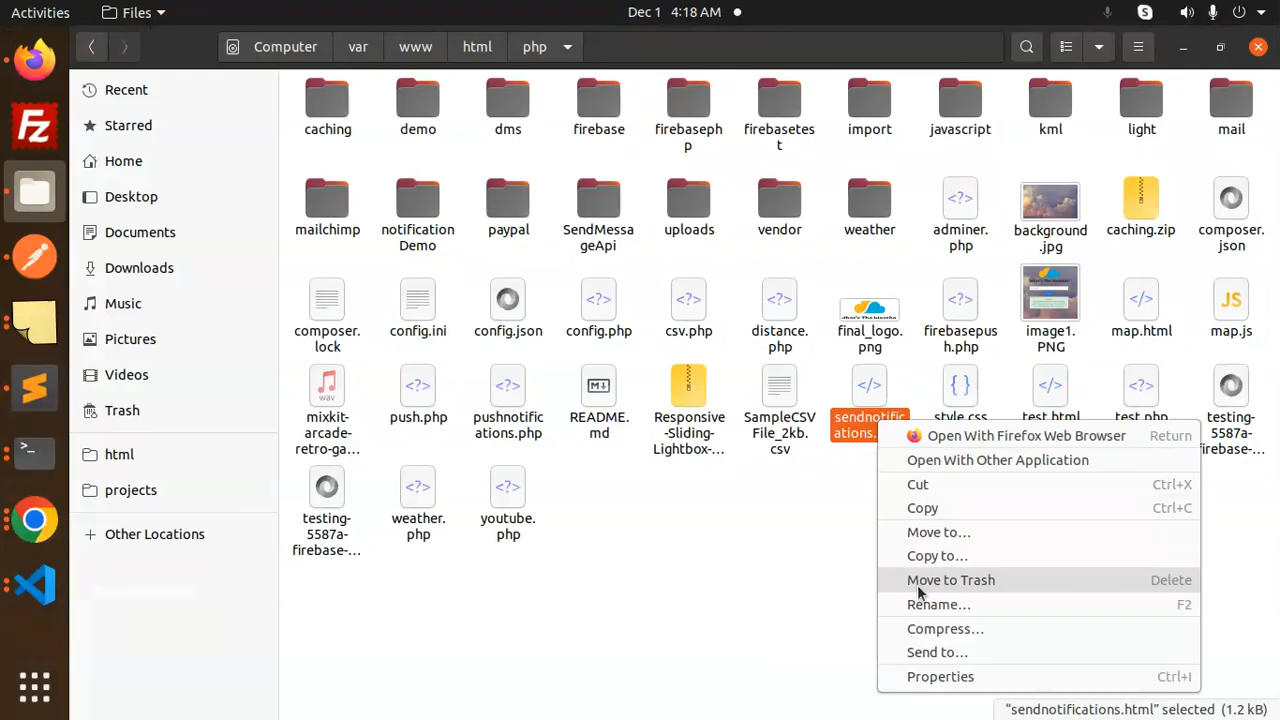 Activities
Files
Dec 1 4:18 AM
Computer
var
www
html
php
Recent
Starred
Home
Desktop
Documents
Downloads
Music
Pictures
Videos
Trash
html
projects
Other Locations
caching
demo
dms
firebase
firebaseph
p
firebasetes
t
import
javascript
kml
light
mail
mailchimp
notification
Demo
paypal
SendMessa
geApi
uploads
vendor
weather
adminer.
php
background
.jpg
caching.zip
composer.
json
composer.
lock
config.ini
config.json
config.php
csv.php
distance.
php
final_logo.
png
firebasepus
h.php
image1.
PNG
map.html
JS
map.js
wav
mixkit-
arcade-
retro-ga…
push.php
pushnotific
ations.php
README.
md
Responsive
-Sliding-
Lightbox-…
SampleCSV
File_2kb.
csv
sendnotific
ations.
style.css
test.html
test.php
testing-
5587a-
firebase-…
testing-
5587a-
firebase-…
weather.
php
youtube.
php
Open With Firefox Web Browser Return
Open With Other Application
Cut Ctrl+X
Copy Ctrl+C
Move to…
Copy to…
Move to Trash Delete
Rename… F2
Compress…
Send to…
Properties Ctrl+I
"sendnotifications.html" selected (1.2 kB)